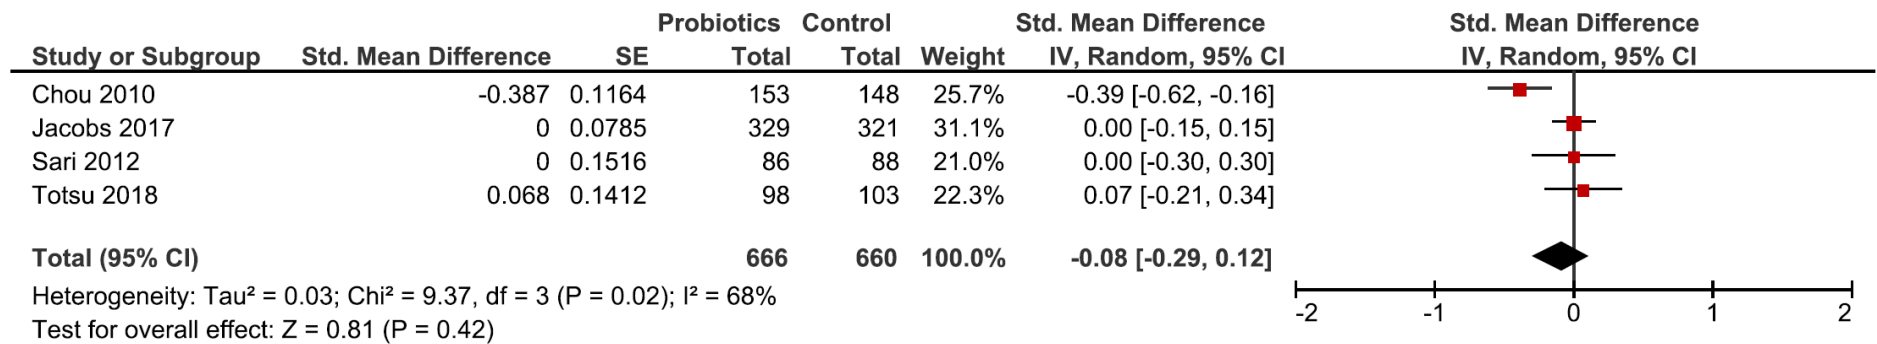 Probiotics Control Std. Mean Difference Std. Mean Difference
Study or Subgroup Std. Mean Difference SE Total Total Weight IV, Random, 95% CI IV, Random, 95% CI
Chou 2010 -0.387 0.1164 153 148 25.7% -0.39 [-0.62, -0.16]
Jacobs 2017 0 0.0785 329 321 31.1% 0.00 [-0.15, 0.15]
Sari 2012 0 0.1516 86 88 21.0% 0.00 [-0.30, 0.30]
Totsu 2018 0.068 0.1412 98 103 22.3% 0.07 [-0.21, 0.34]
Total (95% CI) 666 660 100.0% -0.08 [-0.29, 0.12]
Heterogeneity: Tau² = 0.03; Chi² = 9.37, df = 3 (P = 0.02); I² = 68%
Test for overall effect: Z = 0.81 (P = 0.42)
-2 -1 0 1 2